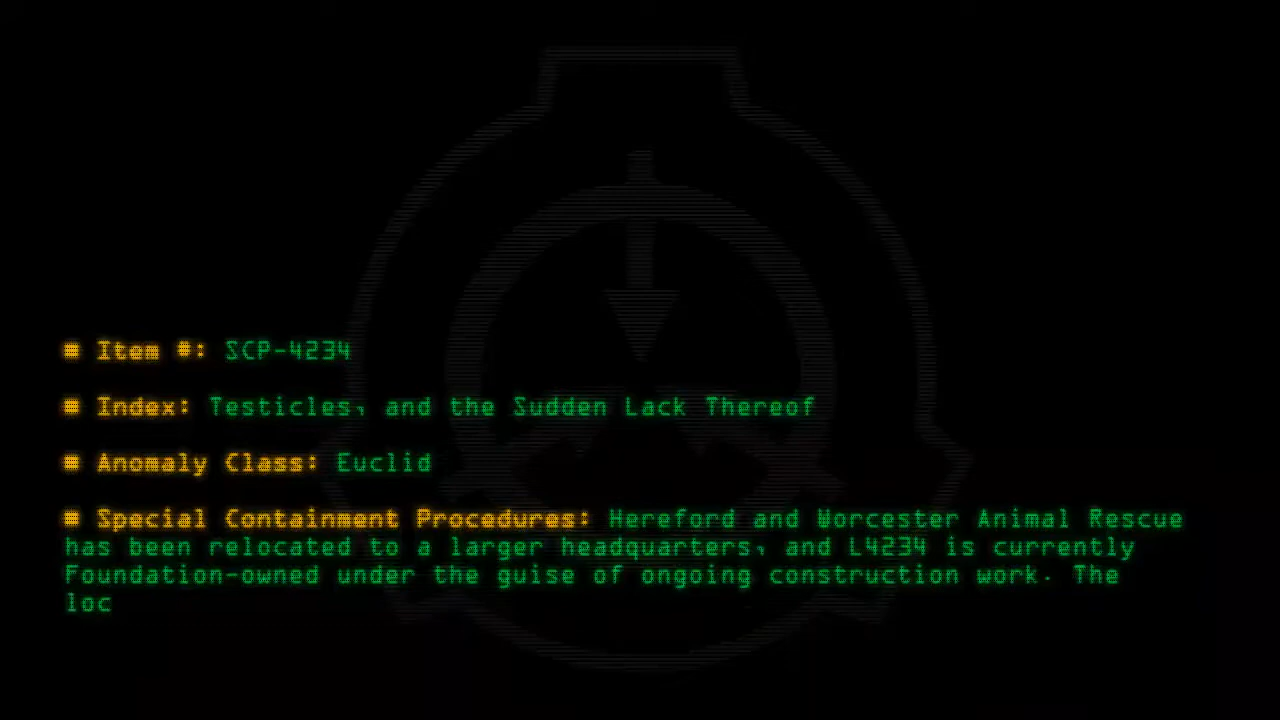 ■ Item #: SCP-4234
■ Index: Testicles, and the Sudden Lack Thereof
■ Anomaly Class: Euclid
■ Special Containment Procedures: Hereford and Worcester Animal Rescue
has been relocated to a larger headquarters, and L4234 is currently
Foundation-owned under the guise of ongoing construction work. The
loc